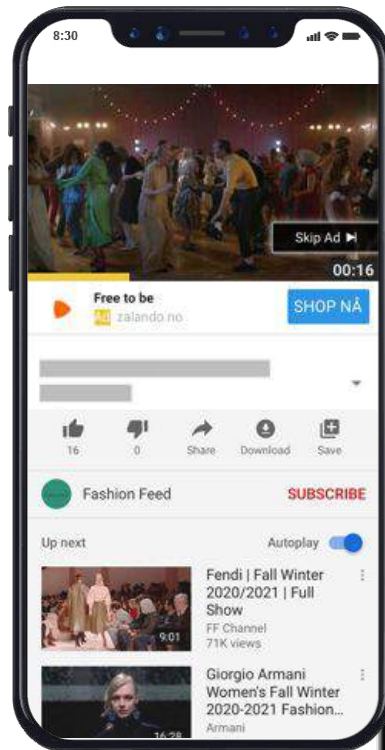 8:30
Skip Ad
00:16
Free to be
Ad zalando.no
SHOP NÅ
16
0
Share
Download
Save
Fashion Feed
SUBSCRIBE
Up next
Autoplay
9:01
Fendi | Fall Winter
2020/2021 | Full
Show
FF Channel
71K views
16:28
Giorgio Armani
Women's Fall Winter
2020-2021 Fashion...
Armani